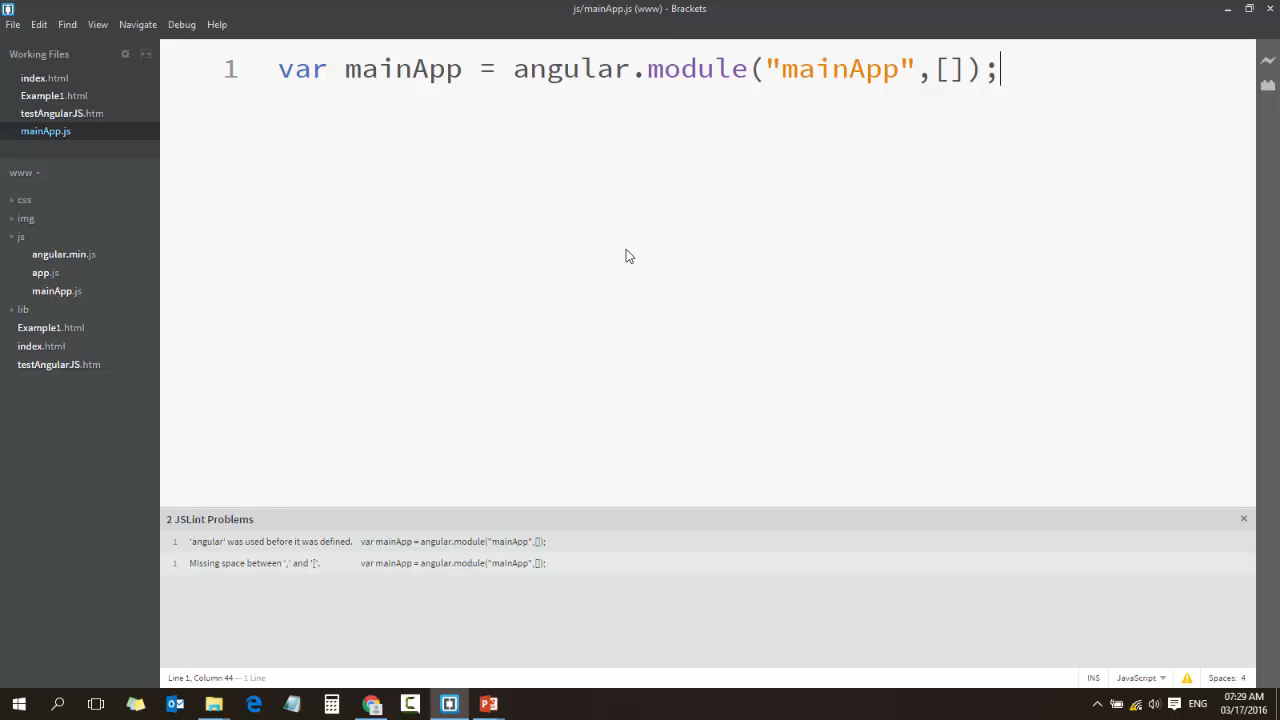 js/mainApp.js (www) - Brackets
File Edit Find View Navigate Debug Help
Working Files
index.html
Example1.html
testAngularJS.htm
mainApp.js
www
css
img
js
angular.min.js
app.js
mainApp.js
lib
Example1.html
index.html
testAngularJS.htm
1 var mainApp = angular.module("mainApp",[]);
2 JSLint Problems
1 'angular' was used before it was defined. var mainApp = angular.module("mainApp",[]);
1 Missing space between ',' and '['. var mainApp = angular.module("mainApp",[]);
Line 1, Column 44 — 1 Line
INS JavaScript Spaces: 4
ENG
07:29 AM
03/17/2016